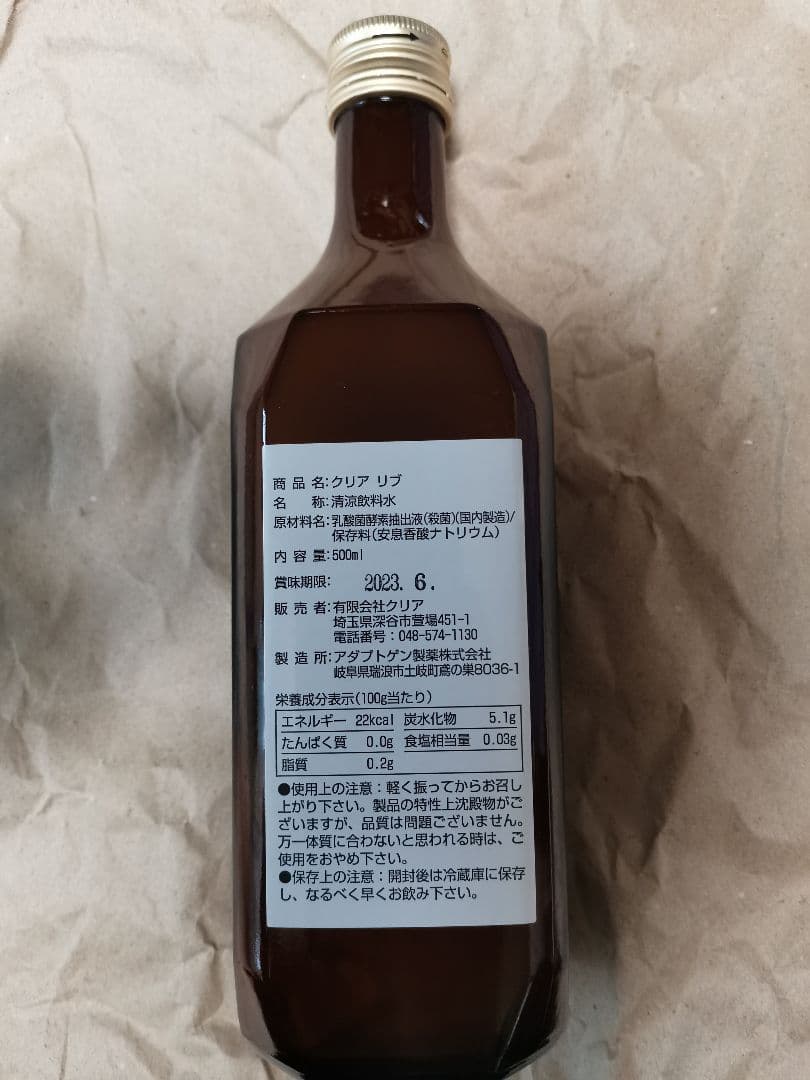 商品名:クリア リブ
名称:清涼飲料水
原材料名:乳酸菌酵素抽出液(殺菌)(国内製造)/
保存料(安息香酸ナトリウム)
内容量:500ml
賞味期限: 2023. 6.
販売者:有限会社クリア
埼玉県深谷市萱場451-1
電話番号:048-574-1130
製造所:アダプトゲン製薬株式会社
岐阜県瑞浪市土岐町鳶の巣8036-1
栄養成分表示(100g当たり)
エネルギー 22kcal 炭水化物 5.1g
たんぱく質 0.0g 食塩相当量 0.03g
脂質 0.2g
●使用上の注意:軽く振ってからお召し
上がり下さい。製品の特性上沈殿物がご
ざいますが、品質は問題ございません。
万一体質に合わないと思われる時は、ご
使用をおやめ下さい。
●保存上の注意:開封後は冷蔵庫に保存
し、なるべく早くお飲み下さい。